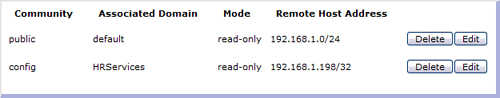 Community Associated Domain Mode Remote Host Address
public default read-only 192.168.1.0/24 Delete Edit
config HRServices read-only 192.168.1.198/32 Delete Edit